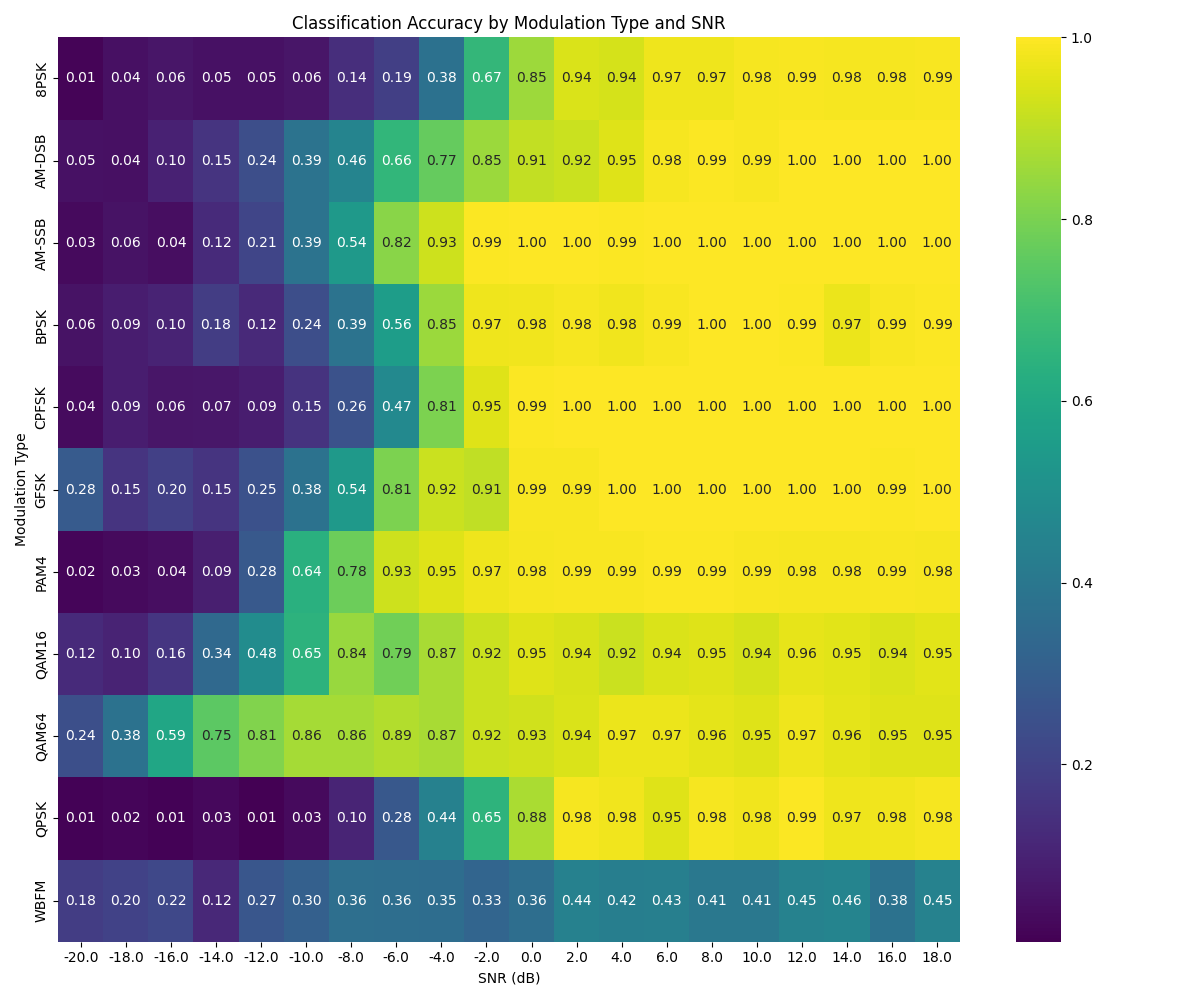 Classification Accuracy by Modulation Type and SNR
8PSK 0.01 0.04 0.06 0.05 0.05 0.06 0.14 0.19 0.38 0.67 0.85 0.94 0.94 0.97 0.97 0.98 0.99 0.98 0.98 0.99
AM-DSB 0.05 0.04 0.10 0.15 0.24 0.39 0.46 0.66 0.77 0.85 0.91 0.92 0.95 0.98 0.99 0.99 1.00 1.00 1.00 1.00
AM-SSB 0.03 0.06 0.04 0.12 0.21 0.39 0.54 0.82 0.93 0.99 1.00 1.00 0.99 1.00 1.00 1.00 1.00 1.00 1.00 1.00
BPSK 0.06 0.09 0.10 0.18 0.12 0.24 0.39 0.56 0.85 0.97 0.98 0.98 0.98 0.99 1.00 1.00 0.99 0.97 0.99 0.99
CPFSK 0.04 0.09 0.06 0.07 0.09 0.15 0.26 0.47 0.81 0.95 0.99 1.00 1.00 1.00 1.00 1.00 1.00 1.00 1.00 1.00
GFSK 0.28 0.15 0.20 0.15 0.25 0.38 0.54 0.81 0.92 0.91 0.99 0.99 1.00 1.00 1.00 1.00 1.00 1.00 0.99 1.00
PAM4 0.02 0.03 0.04 0.09 0.28 0.64 0.78 0.93 0.95 0.97 0.98 0.99 0.99 0.99 0.99 0.99 0.98 0.98 0.99 0.98
QAM16 0.12 0.10 0.16 0.34 0.48 0.65 0.84 0.79 0.87 0.92 0.95 0.94 0.92 0.94 0.95 0.94 0.96 0.95 0.94 0.95
QAM64 0.24 0.38 0.59 0.75 0.81 0.86 0.86 0.89 0.87 0.92 0.93 0.94 0.97 0.97 0.96 0.95 0.97 0.96 0.95 0.95
QPSK 0.01 0.02 0.01 0.03 0.01 0.03 0.10 0.28 0.44 0.65 0.88 0.98 0.98 0.95 0.98 0.98 0.99 0.97 0.98 0.98
WBFM 0.18 0.20 0.22 0.12 0.27 0.30 0.36 0.36 0.35 0.33 0.36 0.44 0.42 0.43 0.41 0.41 0.45 0.46 0.38 0.45
-20.0 -18.0 -16.0 -14.0 -12.0 -10.0 -8.0 -6.0 -4.0 -2.0 0.0 2.0 4.0 6.0 8.0 10.0 12.0 14.0 16.0 18.0
SNR (dB)
Modulation Type
1.0
0.8
0.6
0.4
0.2